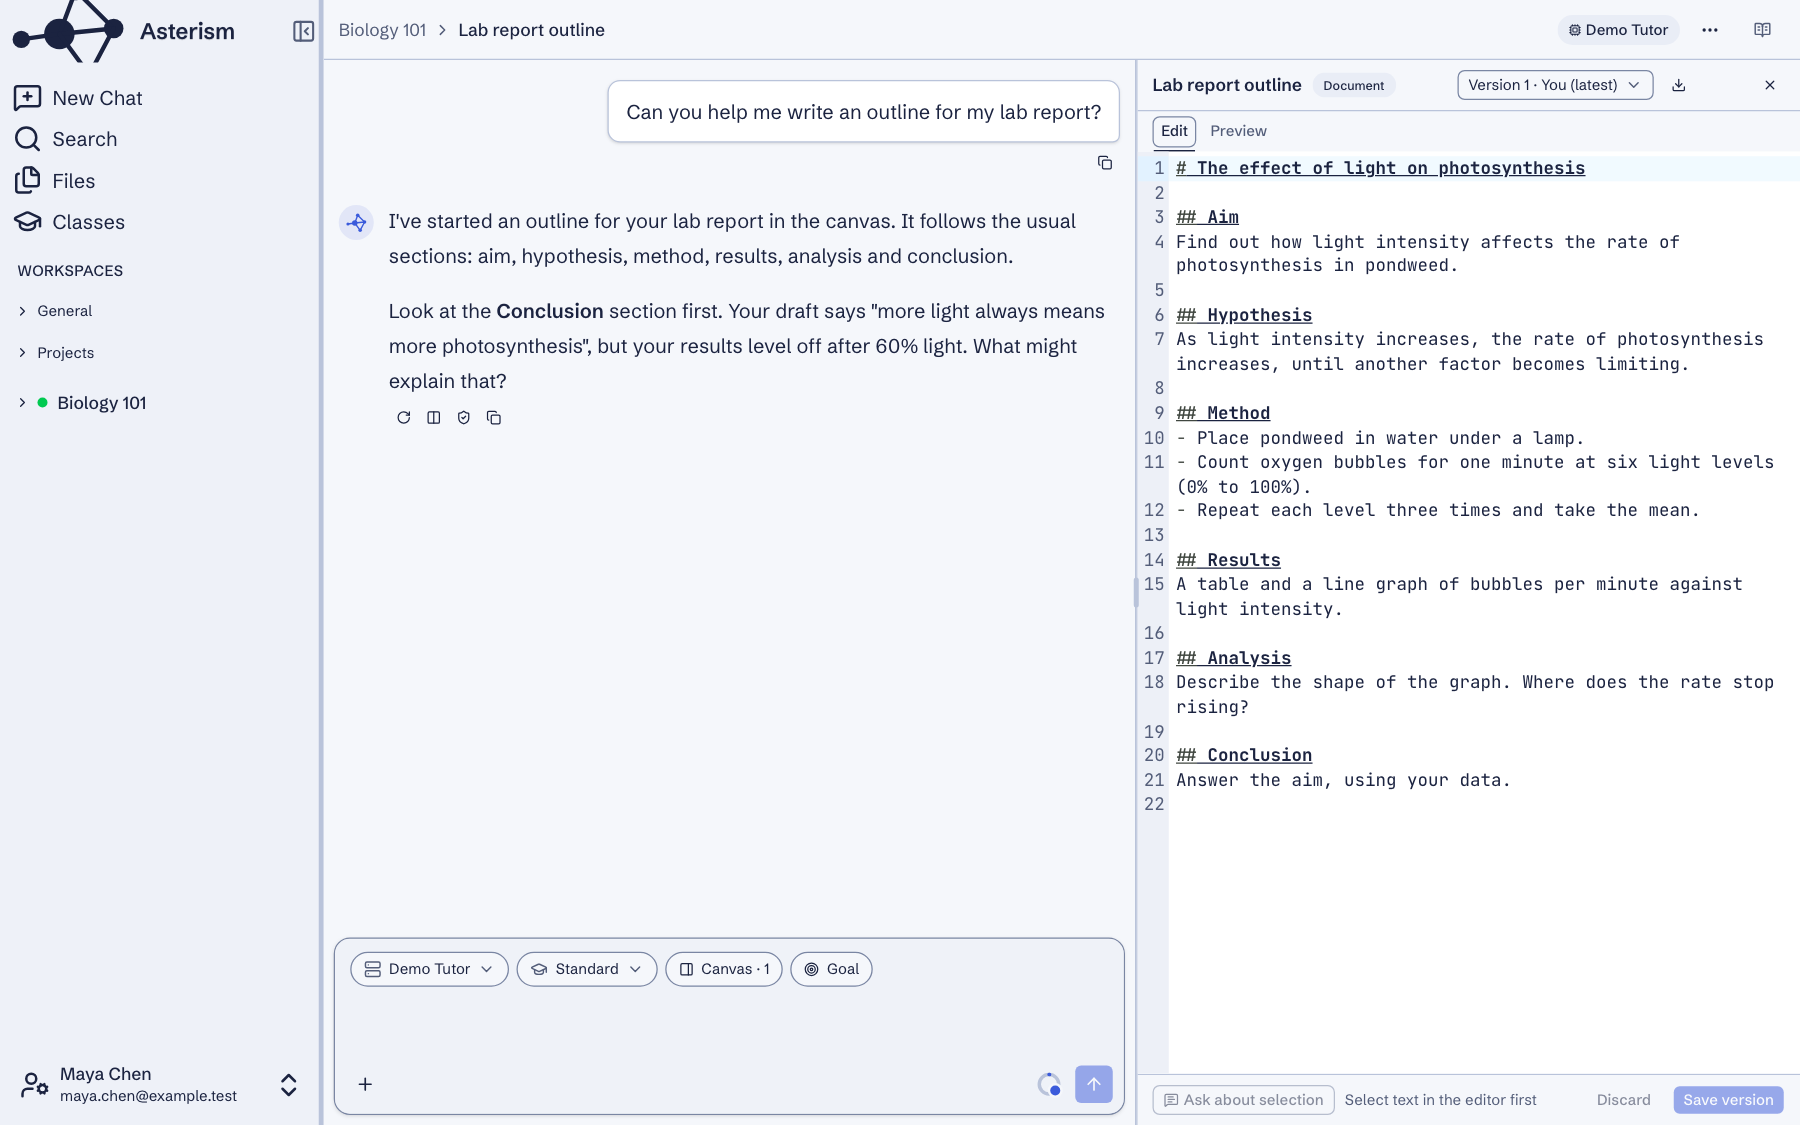 Asterism
New Chat
Search
Files
Classes
WORKSPACES
General
Projects
Biology 101
Maya Chen
maya.chen@example.test
Biology 101 > Lab report outline
Demo Tutor
Can you help me write an outline for my lab report?
I've started an outline for your lab report in the canvas. It follows the usual
sections: aim, hypothesis, method, results, analysis and conclusion.
Look at the Conclusion section first. Your draft says "more light always means
more photosynthesis", but your results level off after 60% light. What might
explain that?
Demo Tutor
Standard
Canvas · 1
Goal
Lab report outline
Document
Version 1 · You (latest)
Edit
Preview
1 # The effect of light on photosynthesis
2
3 ## Aim
4 Find out how light intensity affects the rate of
photosynthesis in pondweed.
5
6 ## Hypothesis
7 As light intensity increases, the rate of photosynthesis
increases, until another factor becomes limiting.
8
9 ## Method
10 - Place pondweed in water under a lamp.
11 - Count oxygen bubbles for one minute at six light levels
(0% to 100%).
12 - Repeat each level three times and take the mean.
13
14 ## Results
15 A table and a line graph of bubbles per minute against
light intensity.
16
17 ## Analysis
18 Describe the shape of the graph. Where does the rate stop
rising?
19
20 ## Conclusion
21 Answer the aim, using your data.
22
Ask about selection
Select text in the editor first
Discard
Save version